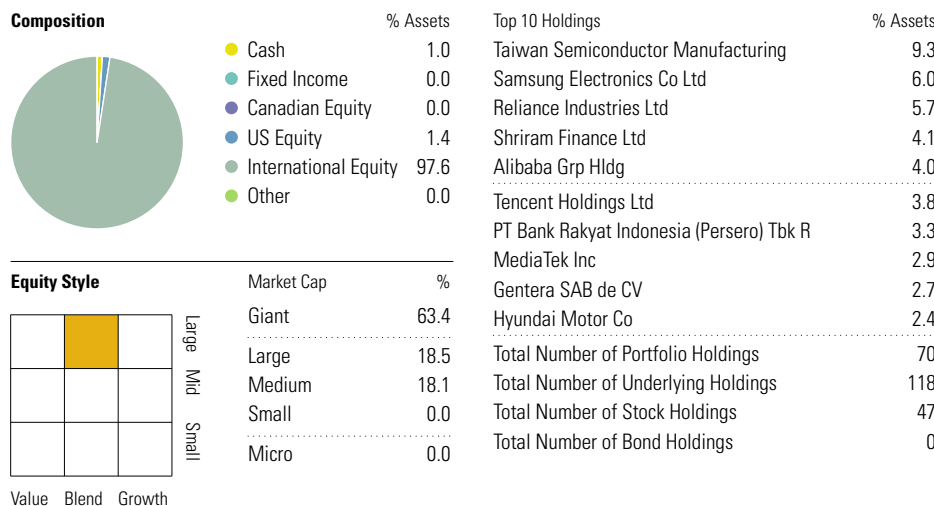 Composition % Assets
Cash 1.0
Fixed Income 0.0
Canadian Equity 0.0
US Equity 1.4
International Equity 97.6
Other 0.0
Equity Style
Large
Mid
Small
Value Blend Growth
Market Cap %
Giant 63.4
Large 18.5
Medium 18.1
Small 0.0
Micro 0.0
Top 10 Holdings % Assets
Taiwan Semiconductor Manufacturing 9.3
Samsung Electronics Co Ltd 6.0
Reliance Industries Ltd 5.7
Shriram Finance Ltd 4.1
Alibaba Grp Hldg 4.0
Tencent Holdings Ltd 3.8
PT Bank Rakyat Indonesia (Persero) Tbk R 3.3
MediaTek Inc 2.9
Gentera SAB de CV 2.7
Hyundai Motor Co 2.4
Total Number of Portfolio Holdings 70
Total Number of Underlying Holdings 118
Total Number of Stock Holdings 47
Total Number of Bond Holdings 0